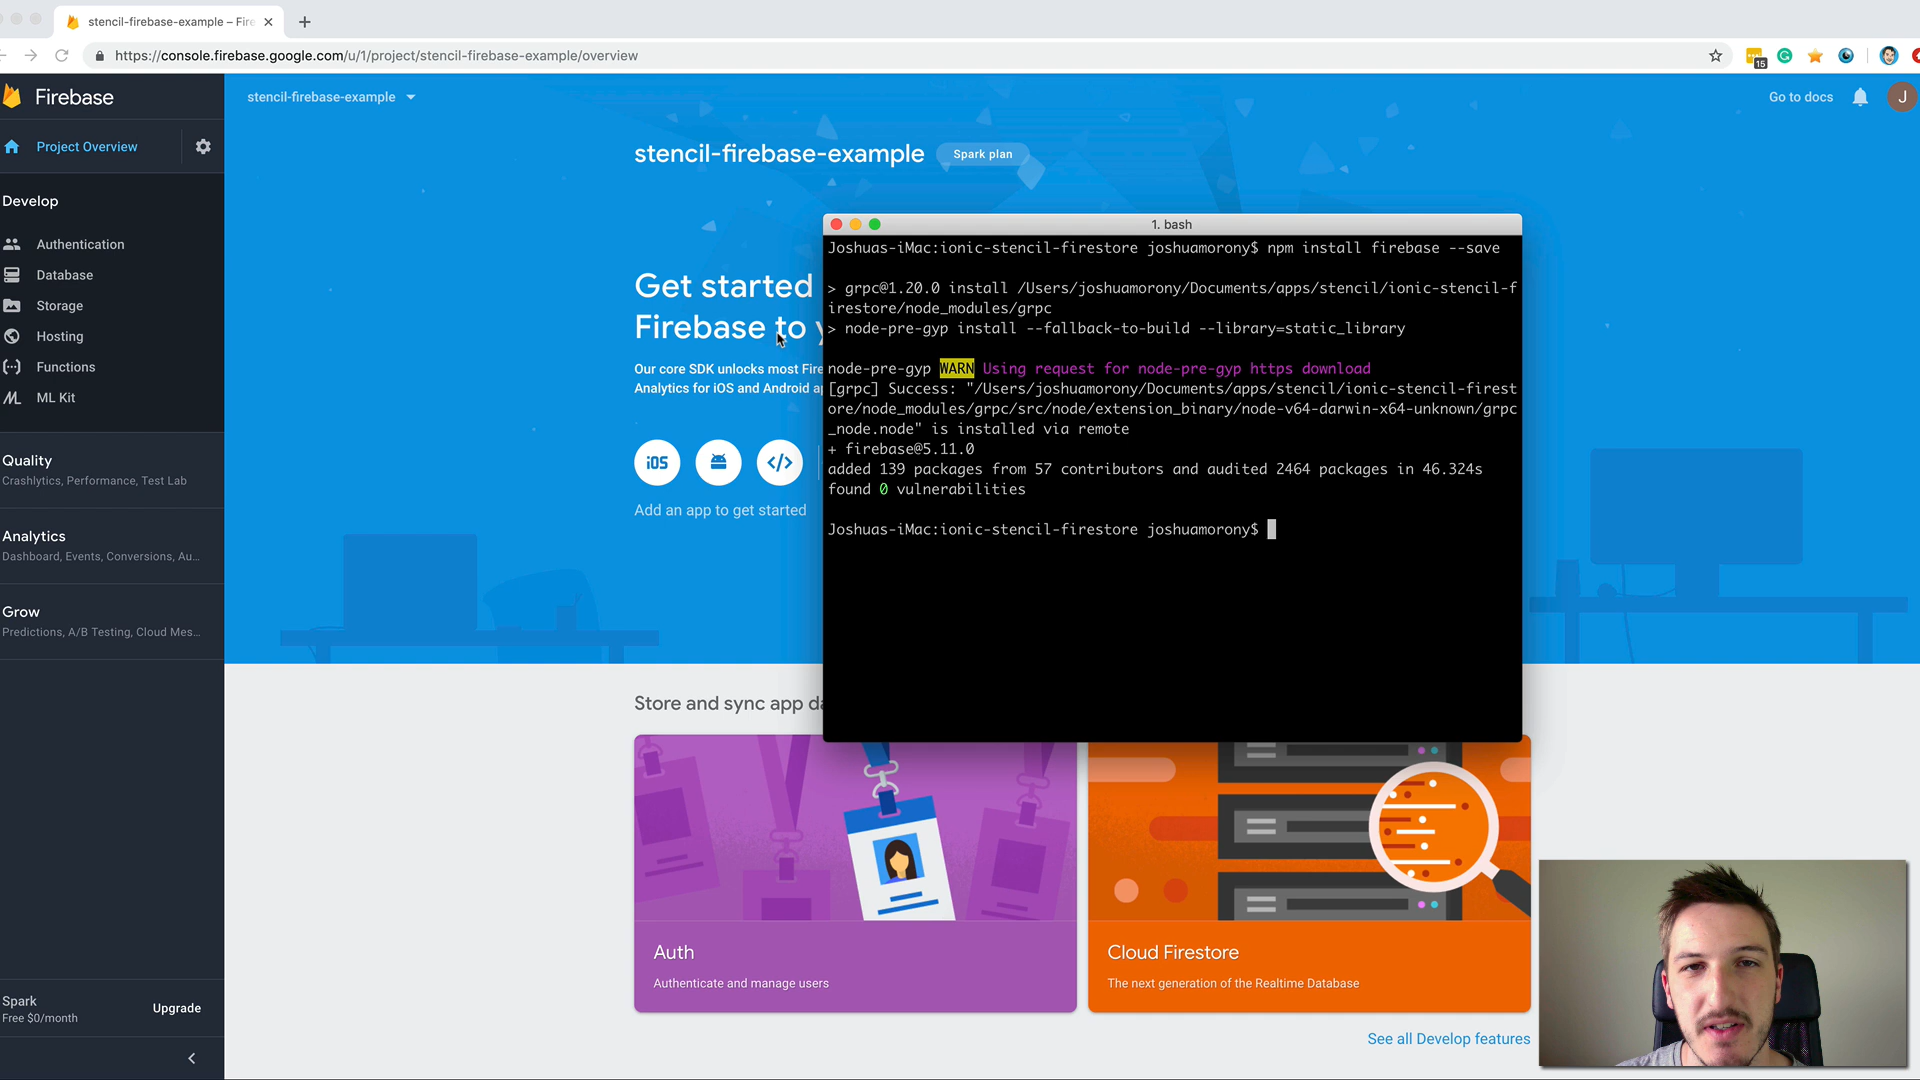 stencil-firebase-example – Fire
https://console.firebase.google.com/u/1/project/stencil-firebase-example/overview
15
Firebase
stencil-firebase-example
Go to docs
J
Project Overview
stencil-firebase-example
Spark plan
Develop
Authentication
Database
Storage
Hosting
Functions
ML Kit
Quality
Crashlytics, Performance, Test Lab
Analytics
Dashboard, Events, Conversions, Au...
Grow
Predictions, A/B Testing, Cloud Mes...
Spark
Free $0/month
Upgrade
Get started
Firebase to
Our core SDK unlocks most Fire
Analytics for iOS and Android
iOS
</>
Add an app to get started
1. bash
Joshuas-iMac:ionic-stencil-firestore joshuamorony$ npm install firebase --save
> grpc@1.20.0 install /Users/joshuamorony/Documents/apps/stencil/ionic-stencil-f
irestore/node_modules/grpc
> node-pre-gyp install --fallback-to-build --library=static_library
node-pre-gyp WARN Using request for node-pre-gyp https download
[grpc] Success: "/Users/joshuamorony/Documents/apps/stencil/ionic-stencil-firest
ore/node_modules/grpc/src/node/extension_binary/node-v64-darwin-x64-unknown/grpc
_node.node" is installed via remote
+ firebase@5.11.0
added 139 packages from 57 contributors and audited 2464 packages in 46.324s
found 0 vulnerabilities
Joshuas-iMac:ionic-stencil-firestore joshuamorony$
Store and sync app
Auth
Authenticate and manage users
Cloud Firestore
The next generation of the Realtime Database
See all Develop features